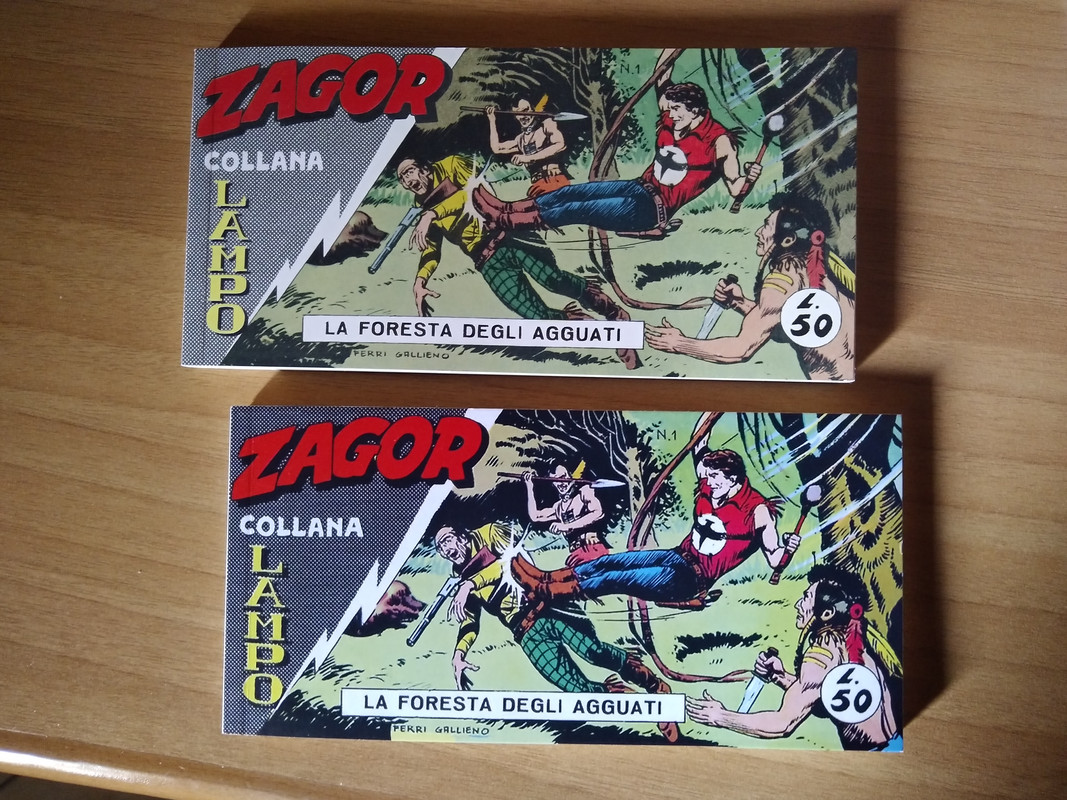 ZAGOR
COLLANA
LAMPO
N.1
LA FORESTA DEGLI AGGUATI
FERRI GALLIENO
L.
50
ZAGOR
COLLANA
LAMPO
N.1
LA FORESTA DEGLI AGGUATI
FERRI GALLIENO
L.
50